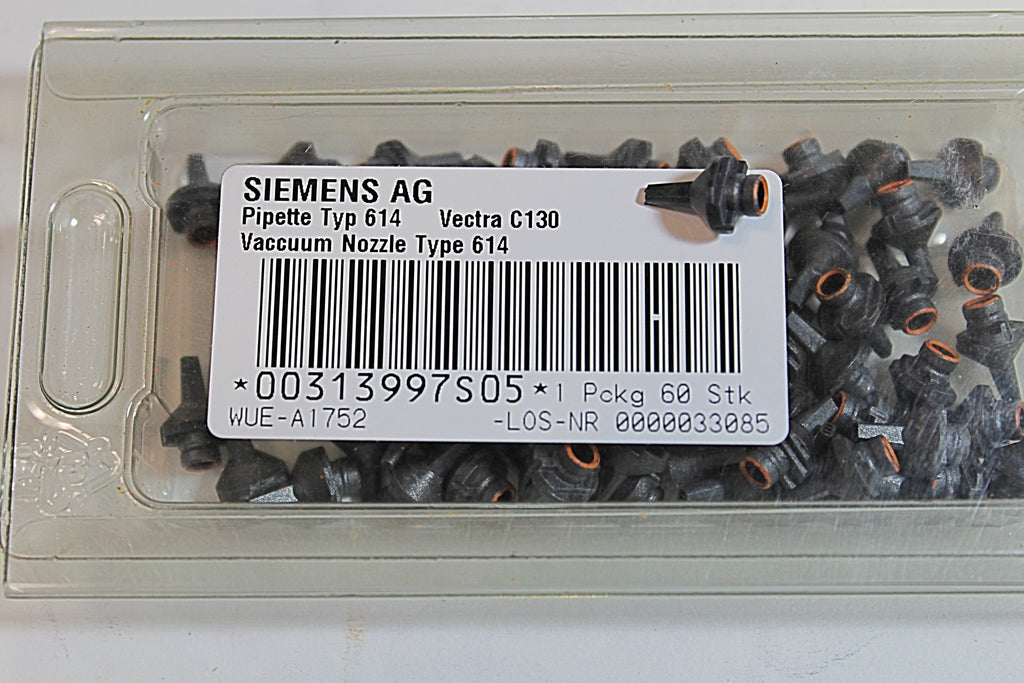 SIEMENS AG
Pipette Typ 614 Vectra C130
Vaccuum Nozzle Type 614
*00313997S05* 1 Pckg 60 Stk
WUE-A1752 -LOS-NR 0000033085